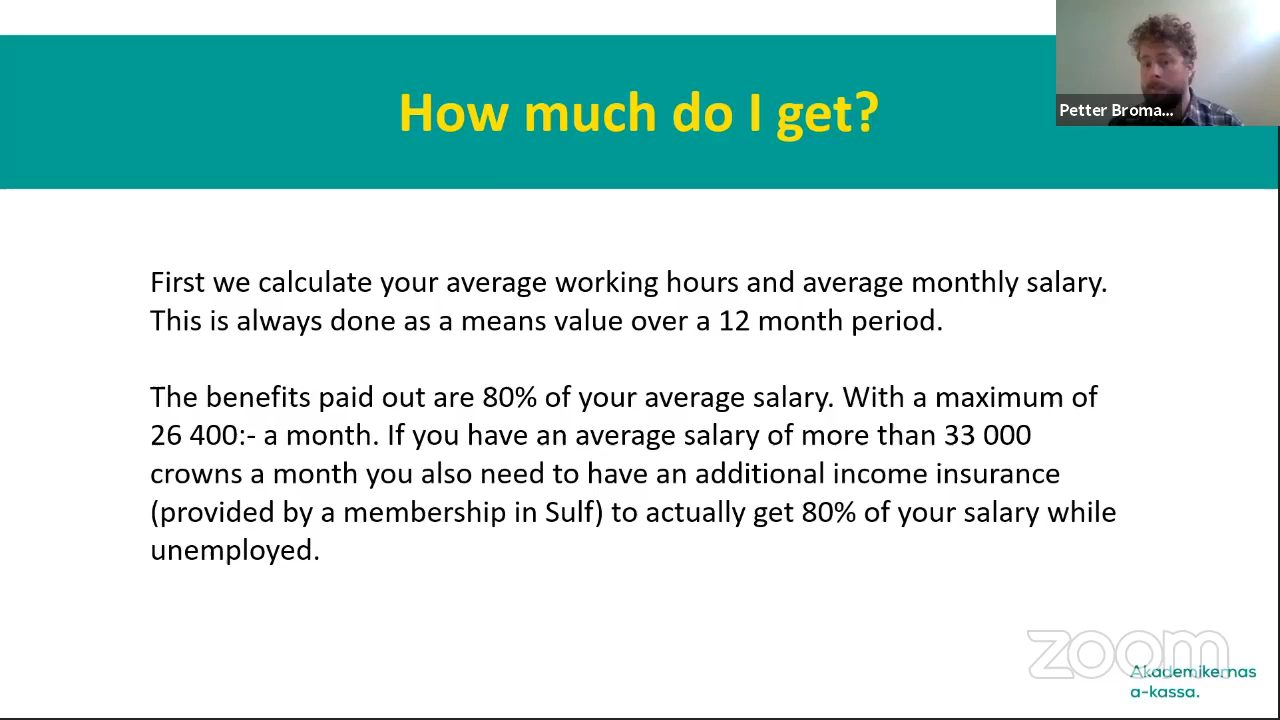 How much do I get?
Petter Broma...
First we calculate your average working hours and average monthly salary.
This is always done as a means value over a 12 month period.
The benefits paid out are 80% of your average salary. With a maximum of
26 400:- a month. If you have an average salary of more than 33 000
crowns a month you also need to have an additional income insurance
(provided by a membership in Sulf) to actually get 80% of your salary while
unemployed.
zoom
Akademikernas
a-kassa.